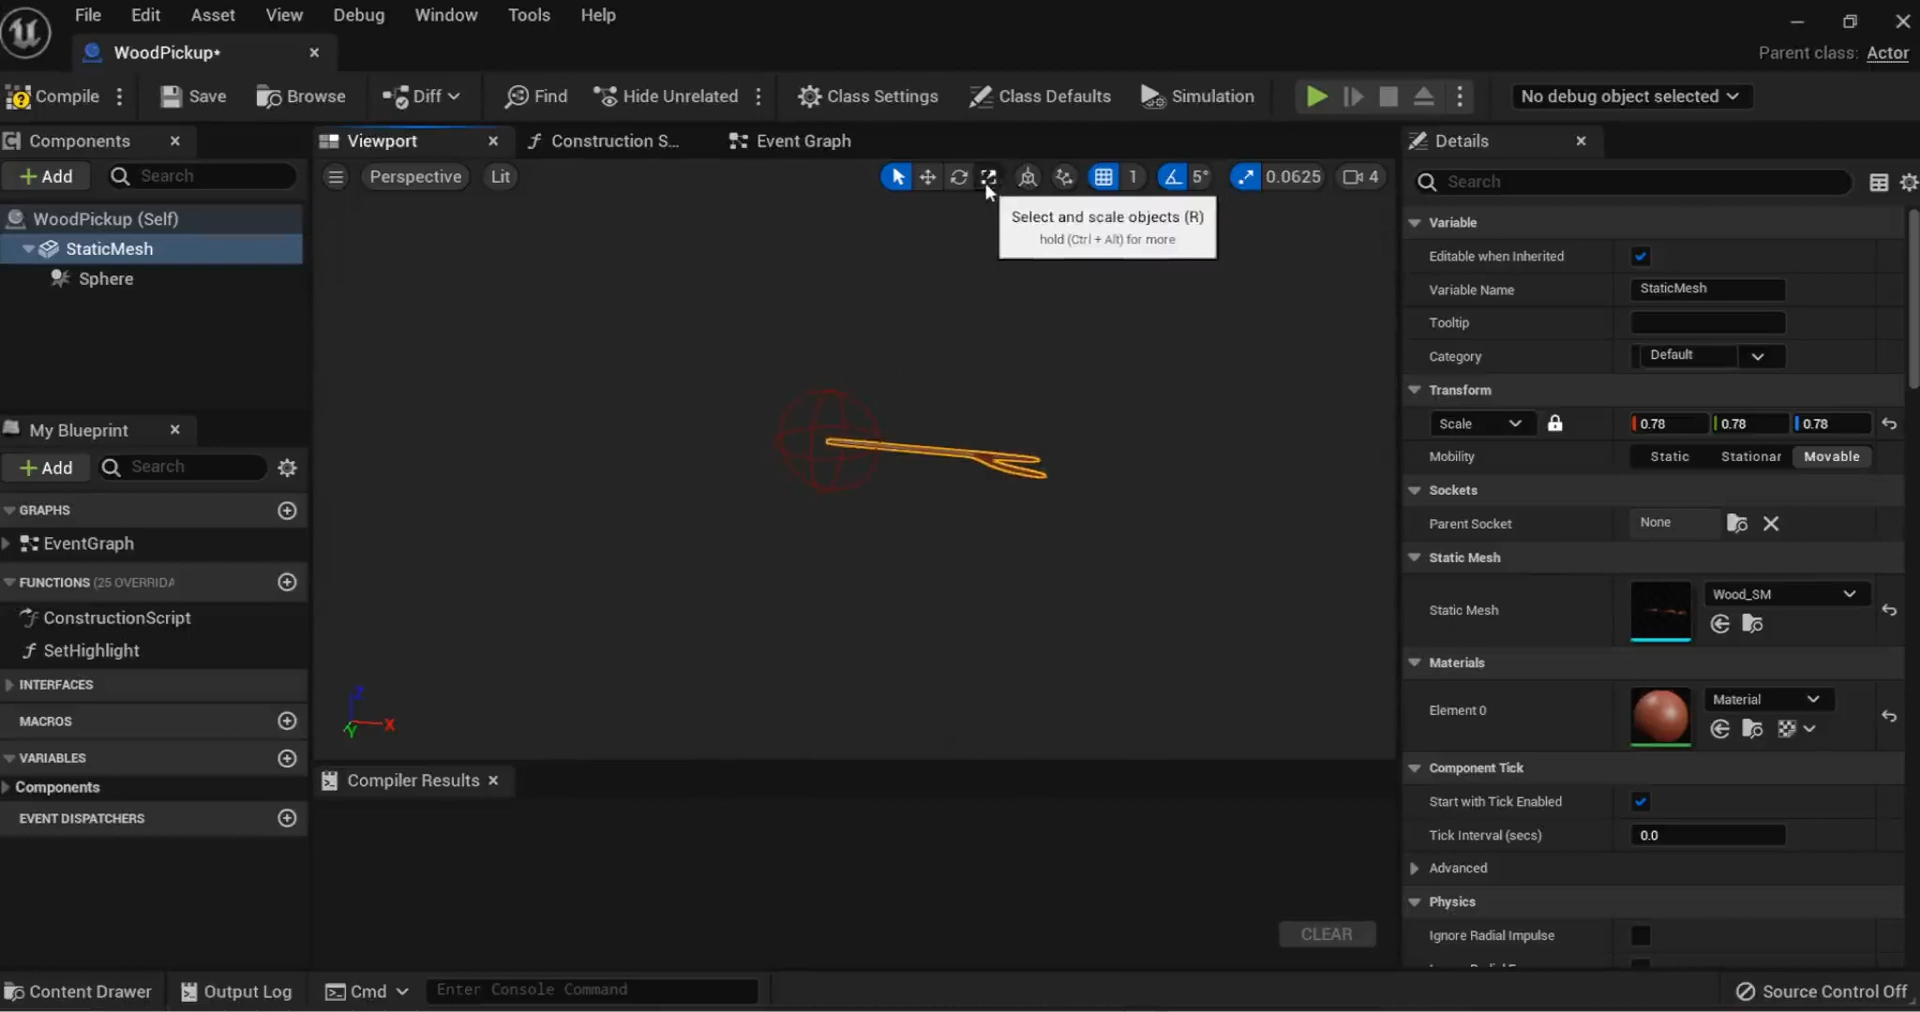 File Edit Asset View Debug Window Tools Help
WoodPickup*
Parent class: Actor
Compile Save Browse Diff Find Hide Unrelated Class Settings Class Defaults Simulation No debug object selected
Components
Add Search
WoodPickup (Self)
StaticMesh
Sphere
My Blueprint
Add Search
GRAPHS
EventGraph
FUNCTIONS (25 OVERRIDA
ConstructionScript
SetHighlight
INTERFACES
MACROS
VARIABLES
Components
EVENT DISPATCHERS
Viewport Construction S... Event Graph
Perspective Lit 1 5° 0.0625 4
Select and scale objects (R)
hold (Ctrl + Alt) for more
Z
X
Y
Compiler Results
CLEAR
Details
Search
Variable
Editable when Inherited
Variable Name StaticMesh
Tooltip
Category Default
Transform
Scale 0.78 0.78 0.78
Mobility Static Stationar Movable
Sockets
Parent Socket None
Static Mesh
Static Mesh Wood_SM
Materials
Element 0 Material
Component Tick
Start with Tick Enabled
Tick Interval (secs) 0.0
Advanced
Physics
Ignore Radial Impulse
Content Drawer Output Log Cmd Enter Console Command Source Control Off